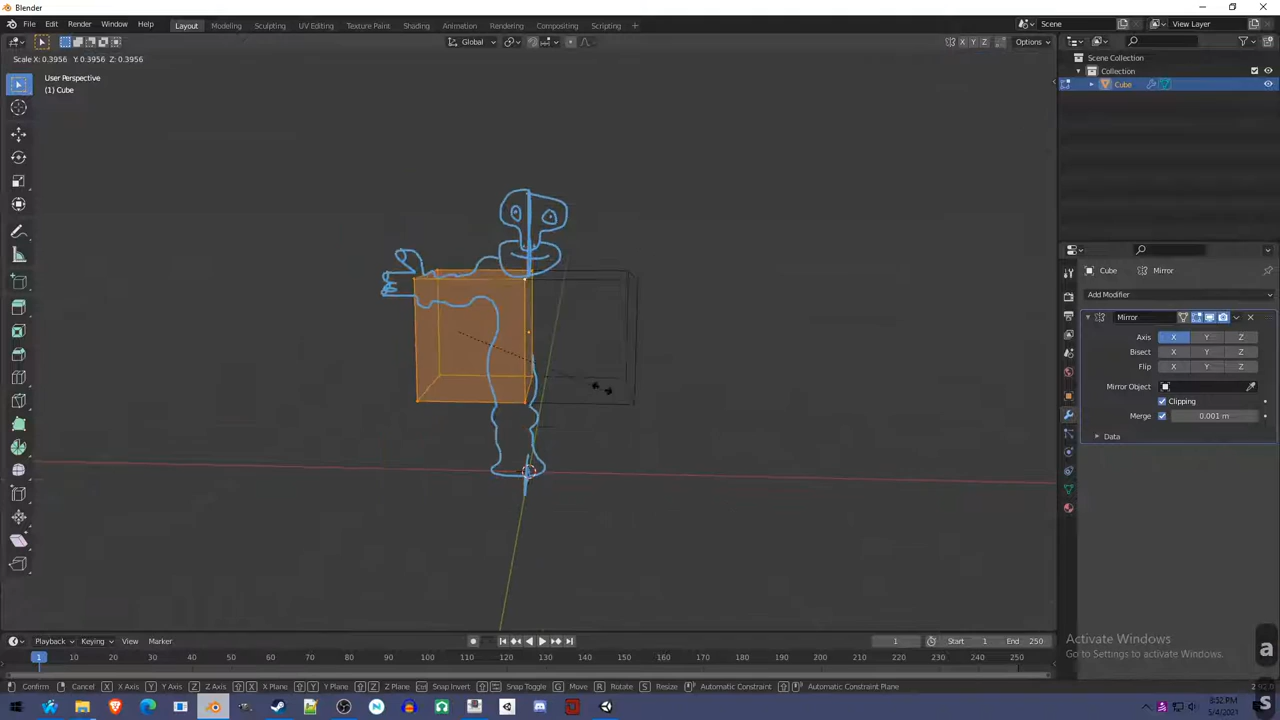 Blender
File Edit Render Window Help Layout Modeling Sculpting UV Editing Texture Paint Shading Animation Rendering Compositing Scripting + Scene View Layer
Global X Y Z Options
Scale X: 0.3956 Y: 0.3956 Z: 0.3956
User Perspective
(1) Cube
Scene Collection
Collection
Cube
Cube Mirror
Add Modifier
Mirror
Axis X Y Z
Bisect X Y Z
Flip X Y Z
Mirror Object
Clipping
Merge 0.001 m
Data
Playback Keying View Marker 1 Start 1 End 250
1 10 20 30 40 50 60 70 80 90 100 110 120 130 140 150 160 170 180 190 200 210 220 230 240 250
Activate Windows
Go to Settings to activate Windows.
a
Confirm Cancel X X Axis Y Y Axis Z Z Axis X X Plane Y Y Plane Z Z Plane Snap Invert Snap Toggle G Move R Rotate S Resize Automatic Constraint Automatic Constraint Plane
5/4/2021
s